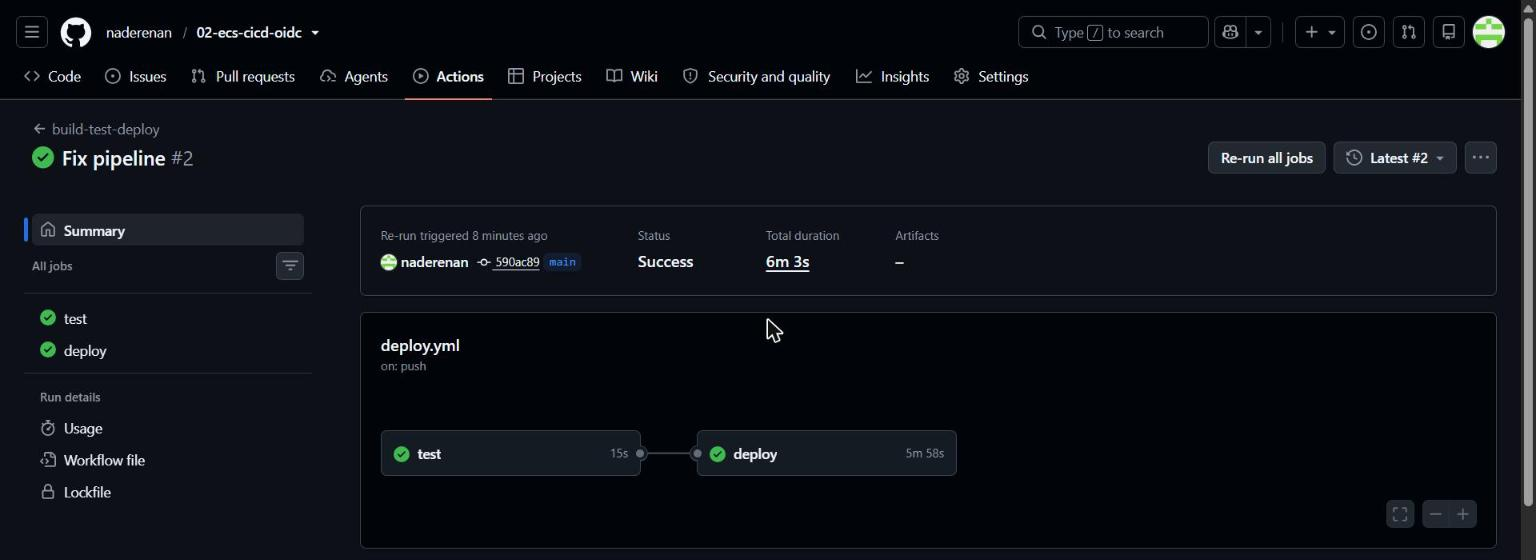 naderenan / 02-ecs-cicd-oidc
Type / to search
Code
Issues
Pull requests
Agents
Actions
Projects
Wiki
Security and quality
Insights
Settings
build-test-deploy
Fix pipeline #2
Re-run all jobs
Latest #2
Summary
All jobs
test
deploy
Run details
Usage
Workflow file
Lockfile
Re-run triggered 8 minutes ago
naderenan 590ac89 main
Status
Success
Total duration
6m 3s
Artifacts
–
deploy.yml
on: push
test 15s
deploy 5m 58s